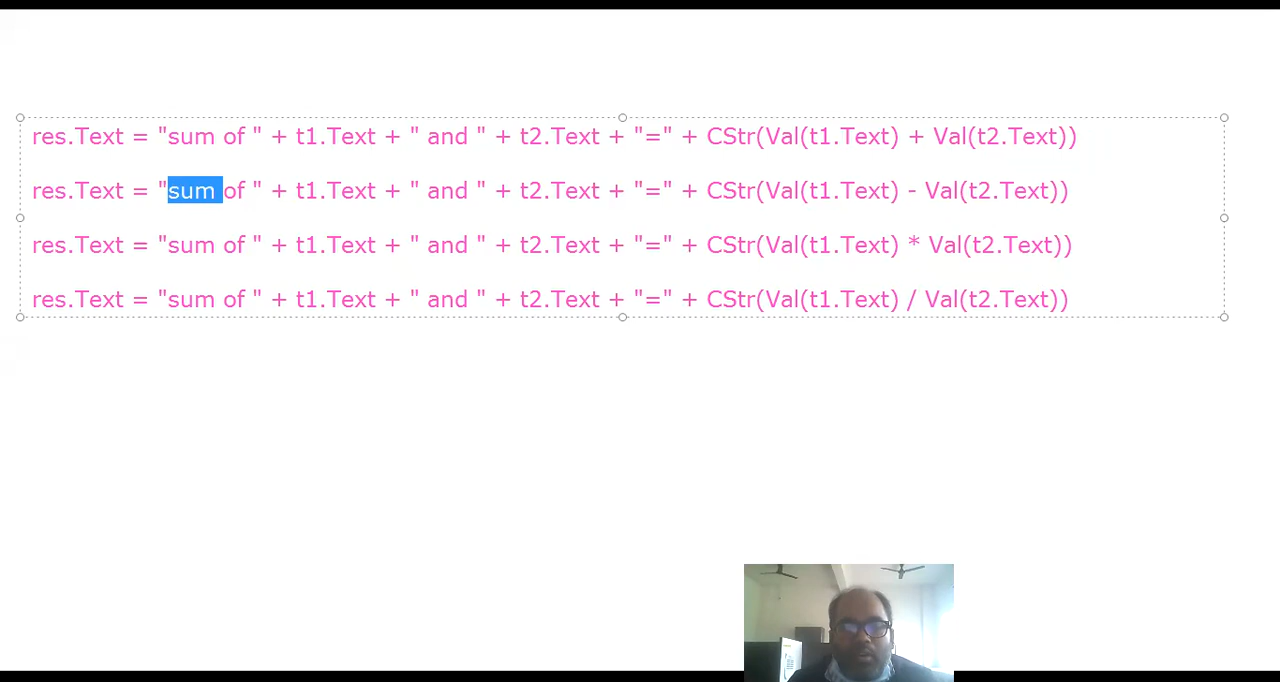 res.Text = "sum of " + t1.Text + " and " + t2.Text + "=" + CStr(Val(t1.Text) + Val(t2.Text))
res.Text = "sum of " + t1.Text + " and " + t2.Text + "=" + CStr(Val(t1.Text) - Val(t2.Text))
res.Text = "sum of " + t1.Text + " and " + t2.Text + "=" + CStr(Val(t1.Text) * Val(t2.Text))
res.Text = "sum of " + t1.Text + " and " + t2.Text + "=" + CStr(Val(t1.Text) / Val(t2.Text))